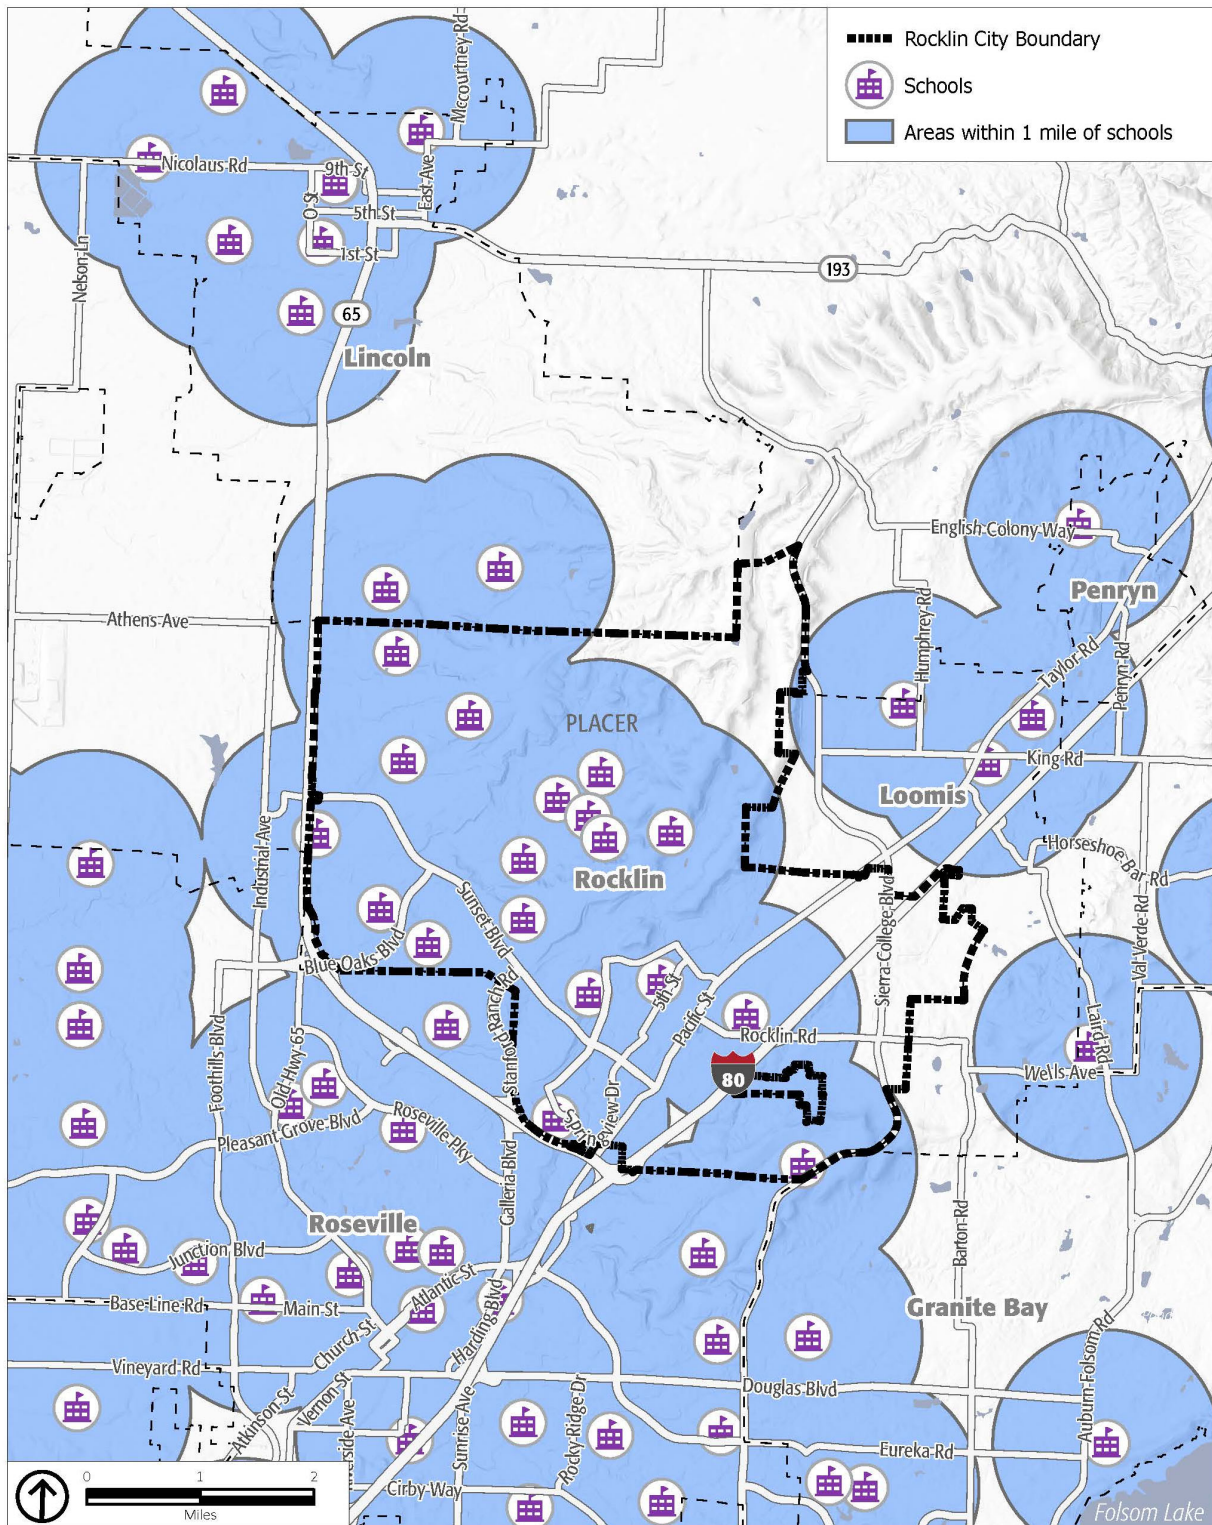 Rocklin City Boundary
Schools
Areas within 1 mile of schools
Mccourtney Rd
Nicolaus Rd
9th St
O St
5th St
East Ave
1st St
Nelson Ln
193
65
Lincoln
English Colony Way
Penryn
Athens Ave
Humphrey Rd
Taylor Rd
Penryn Rd
PLACER
King Rd
Loomis
Industrial Ave
Rocklin
Horseshoe Bar Rd
Sunset Blvd
Sierra College Blvd
Val Verde Rd
Blue Oaks Blvd
Stanford Ranch Rd
5th St
Pacific St
Rocklin Rd
Laird Rd
Foothills Blvd
Old Hwy 65
80
Wells Ave
Pleasant Grove Blvd
Roseville Pky
Springview Dr
Galleria Blvd
Roseville
Junction Blvd
Barton Rd
Base Line Rd
Main St
Atlantic St
Harding Blvd
Granite Bay
Church St
Vineyard Rd
Douglas Blvd
Auburn Folsom Rd
Atkinson St
Vernon St
erside Ave
Sunrise Ave
Rocky Ridge Dr
Eureka Rd
Cirby Way
0 1 2
Miles
Folsom Lake